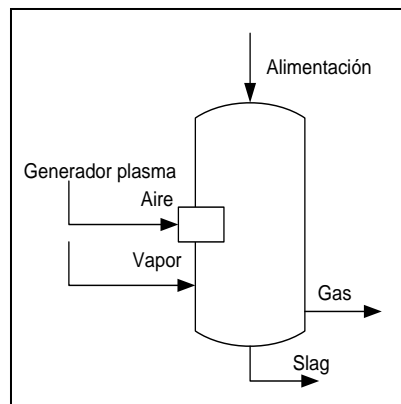 Alimentación
Generador plasma
Aire
Vapor
Gas
Slag